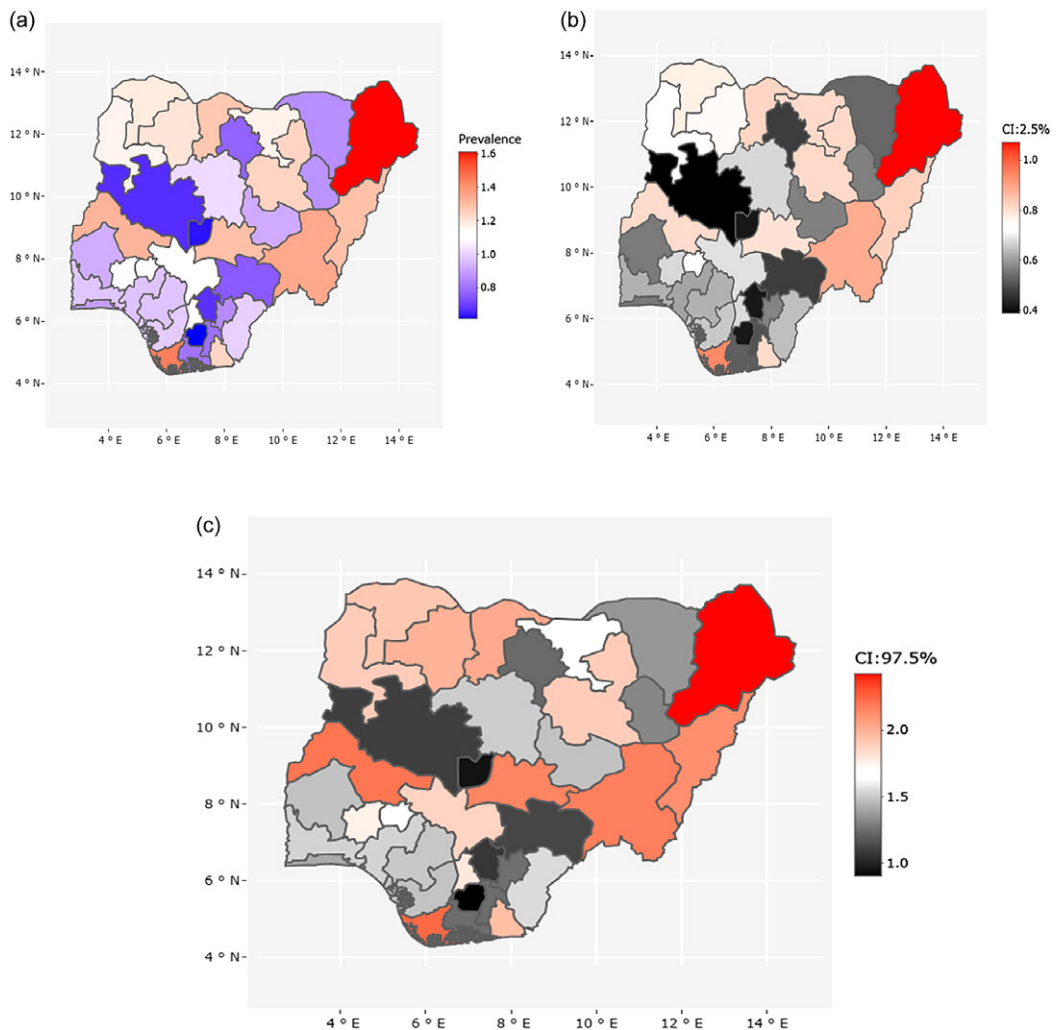 (a)
14 ° N
12 ° N
10 ° N
8 ° N
6 ° N
4 ° N
4 ° E
6 ° E
8 ° E
10 ° E
12 ° E
14 ° E
Prevalence
1.6
1.4
1.2
1.0
0.8
(b)
14 ° N
12 ° N
10 ° N
8 ° N
6 ° N
4 ° N
4 ° E
6 ° E
8 ° E
10 ° E
12 ° E
14 ° E
CI:2.5%
1.0
0.8
0.6
0.4
(c)
14 ° N
12 ° N
10 ° N
8 ° N
6 ° N
4 ° N
4 ° E
6 ° E
8 ° E
10 ° E
12 ° E
14 ° E
CI:97.5%
2.0
1.5
1.0